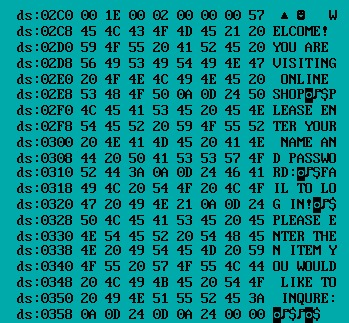 ds:02C0 00 1E 00 02 00 00 00 57  ▲ ☻   W
ds:02C8 45 4C 43 4F 4D 45 21 20 ELCOME!
ds:02D0 59 4F 55 20 41 52 45 20 YOU ARE
ds:02D8 56 49 53 49 54 49 4E 47 VISITING
ds:02E0 20 4F 4E 4C 49 4E 45 20  ONLINE
ds:02E8 53 48 4F 50 0A 0D 24 50 SHOP◙♪$P
ds:02F0 4C 45 41 53 45 20 45 4E LEASE EN
ds:02F8 54 45 52 20 59 4F 55 52 TER YOUR
ds:0300 20 4E 41 4D 45 20 41 4E  NAME AN
ds:0308 44 20 50 41 53 53 57 4F D PASSWO
ds:0310 52 44 3A 0A 0D 24 46 41 RD:◙♪$FA
ds:0318 49 4C 20 54 4F 20 4C 4F IL TO LO
ds:0320 47 20 49 4E 21 0A 0D 24 G IN!◙♪$
ds:0328 50 4C 45 41 53 45 20 45 PLEASE E
ds:0330 4E 54 45 52 20 54 48 45 NTER THE
ds:0338 4E 20 49 54 45 4D 20 59 N ITEM Y
ds:0340 4F 55 20 57 4F 55 4C 44 OU WOULD
ds:0348 20 4C 49 4B 45 20 54 4F  LIKE TO
ds:0350 20 49 4E 51 55 52 45 3A  INQURE:
ds:0358 0A 0D 24 0A 0D 24 00 00 ◙♪$◙♪$